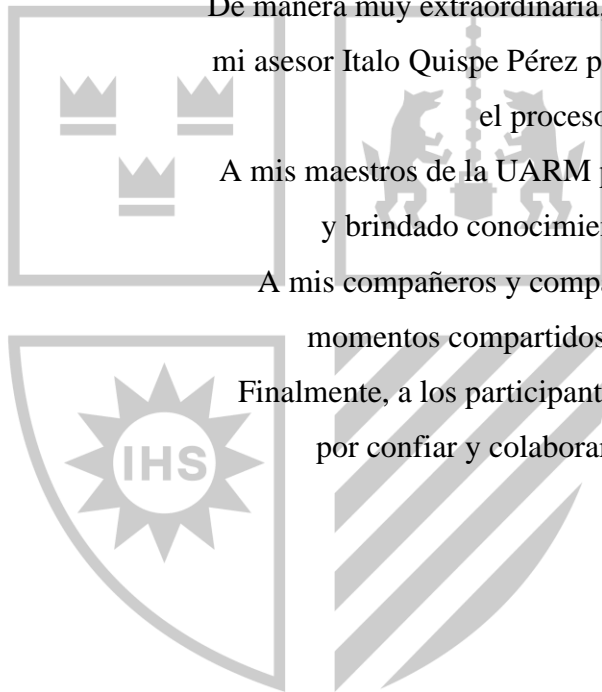 De manera muy extraordinaria,
mi asesor Italo Quispe Pérez p
el proceso
A mis maestros de la UARM p
y brindado conocimie
A mis compañeros y comp
momentos compartidos
Finalmente, a los participant
por confiar y colabora
IHS